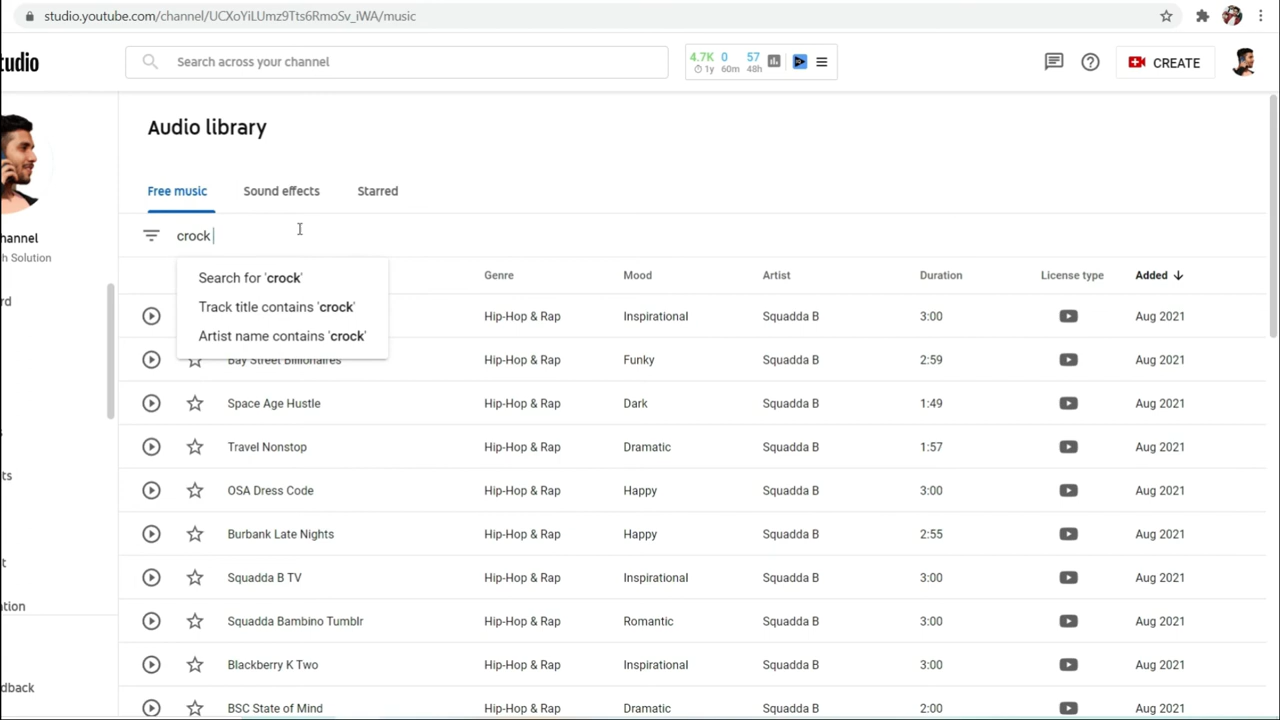 studio.youtube.com/channel/UCXoYiLUmz9Tts6RmoSv_iWA/music
tudio
Search across your channel
4.7K 0 57
1y 60m 48h
CREATE
Audio library
Free music Sound effects Starred
hannel
h Solution
crock
Search for 'crock'
Track title contains 'crock'
Artist name contains 'crock'
Genre Mood Artist Duration License type Added
rd
Hip-Hop & Rap Inspirational Squadda B 3:00 Aug 2021
Bay Street Billionaires Hip-Hop & Rap Funky Squadda B 2:59 Aug 2021
Space Age Hustle Hip-Hop & Rap Dark Squadda B 1:49 Aug 2021
Travel Nonstop Hip-Hop & Rap Dramatic Squadda B 1:57 Aug 2021
ts
OSA Dress Code Hip-Hop & Rap Happy Squadda B 3:00 Aug 2021
Burbank Late Nights Hip-Hop & Rap Happy Squadda B 2:55 Aug 2021
t
Squadda B TV Hip-Hop & Rap Inspirational Squadda B 3:00 Aug 2021
ation
Squadda Bambino Tumblr Hip-Hop & Rap Romantic Squadda B 3:00 Aug 2021
Blackberry K Two Hip-Hop & Rap Inspirational Squadda B 3:00 Aug 2021
dback
BSC State of Mind Hip-Hop & Rap Dramatic Squadda B 2:00 Aug 2021